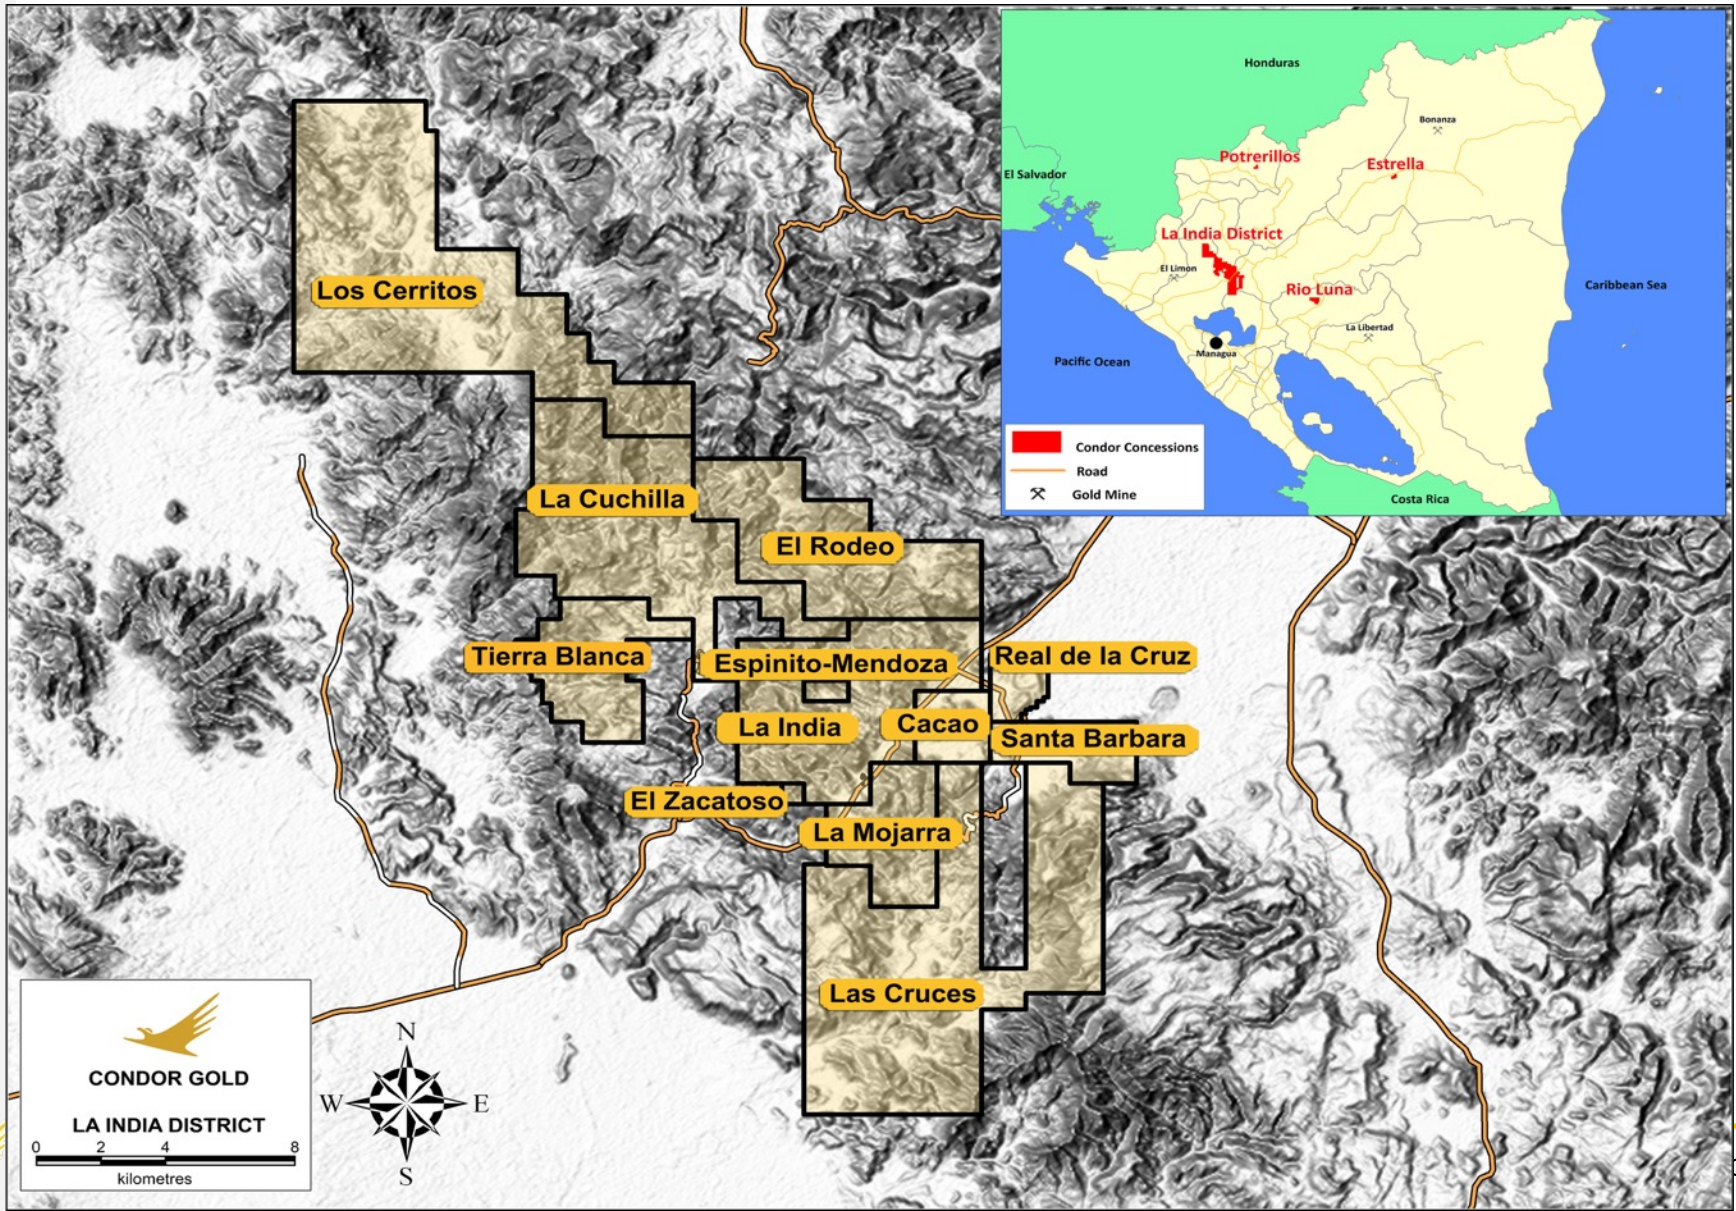 Honduras
Bonanza
Potrerillos
Estrella
El Salvador
La India District
El Limon
Rio Luna
Caribbean Sea
La Libertad
Managua
Pacific Ocean
Condor Concessions
Road
Gold Mine
Costa Rica
Los Cerritos
La Cuchilla
El Rodeo
Tierra Blanca
Espinito-Mendoza
Real de la Cruz
La India
Cacao
Santa Barbara
El Zacatoso
La Mojarra
Las Cruces
CONDOR GOLD
LA INDIA DISTRICT
0 2 4 8
kilometres
N
W E
S